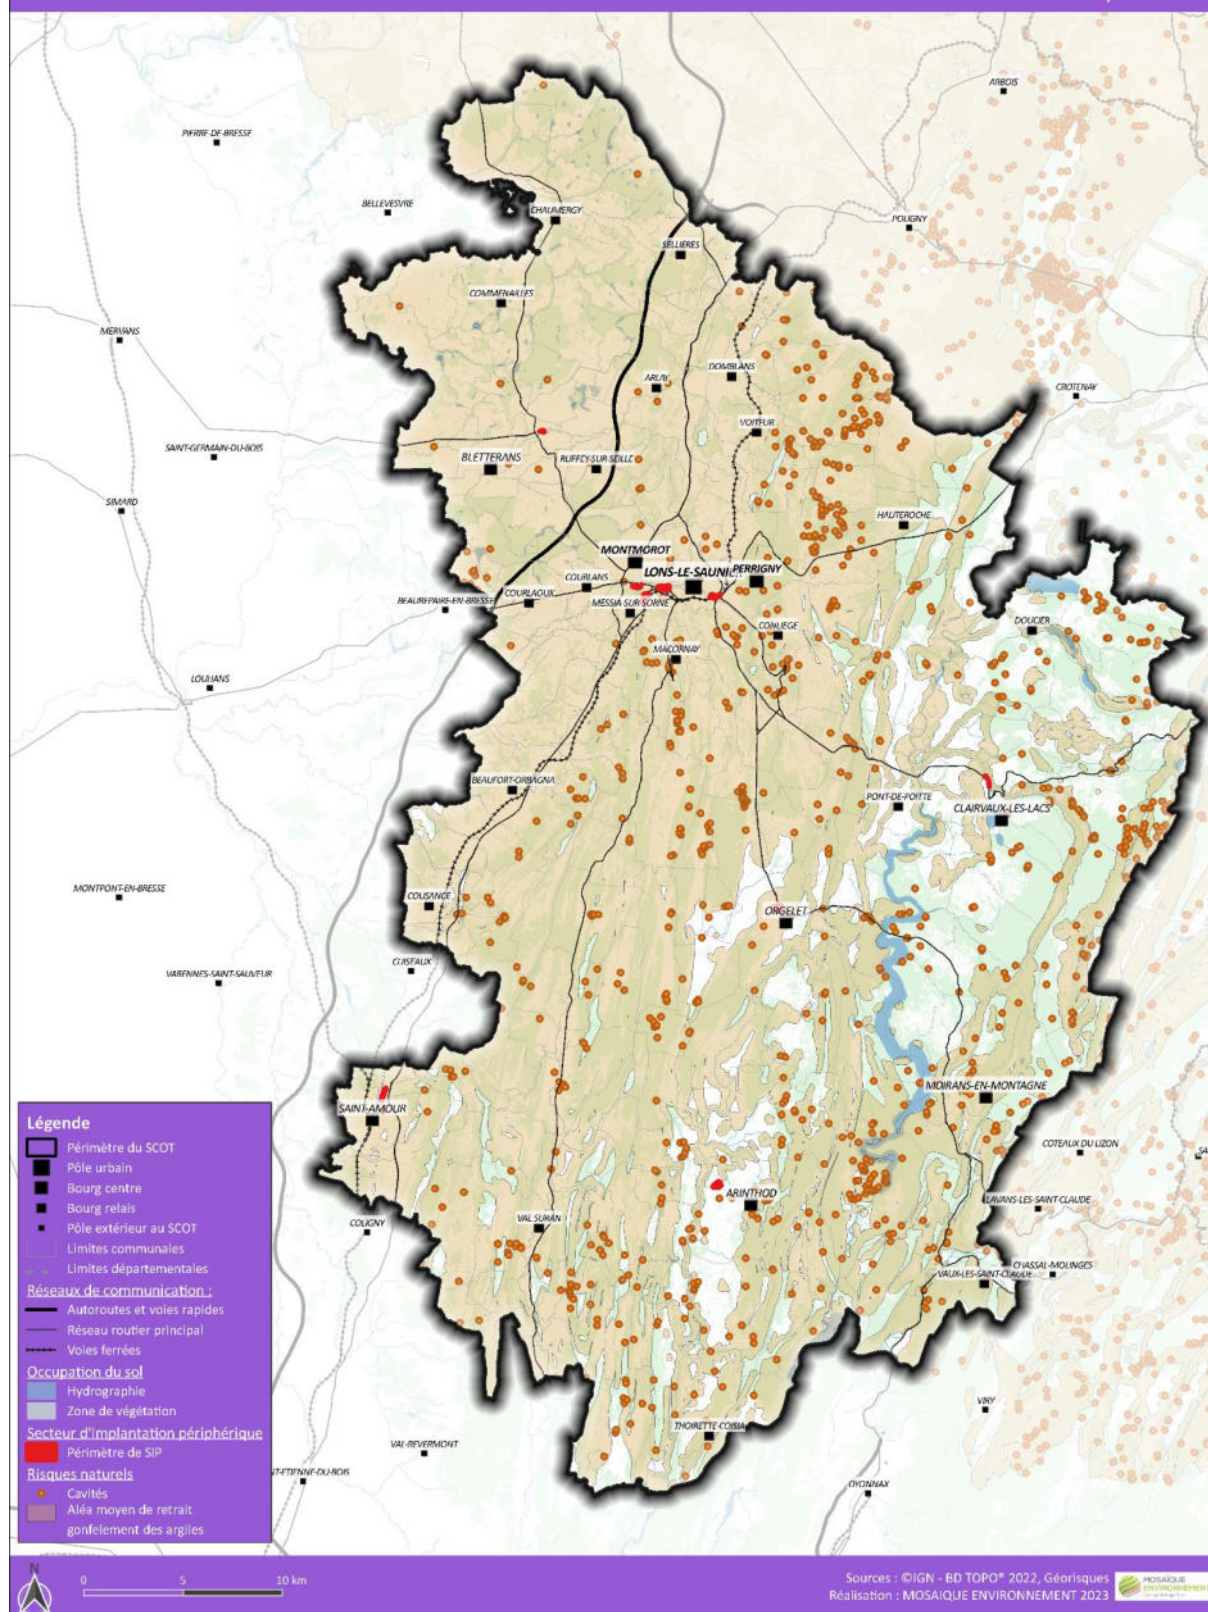 ARBOIS
PIERRE-DE-BRESSE
BELLEVESVRE
CHAUMERGY
POLIGNY
SELLIERES
COMMENAILLES
MERVANS
DOMBLANS
ARLAY
CROTENAY
VOITEUR
SAINT-GERMAIN-DU-BOIS
BLETTERANS
RUFFEY-SUR-SEILLE
SIMARD
HAUTEROCHE
MONTMOROT
LONS-LE-SAUNIE
PERRIGNY
COURLANS
COURLAOUX
BEAUREPAIRE-EN-BRESSE
MESSIA-SUR-SORNE
DOUCIER
CONLIEGE
MACORNAY
LOUHANS
BEAUFORT-ORBAGNA
PONT-DE-POITTE
CLAIRVAUX-LES-LACS
MONTPONT-EN-BRESSE
COUSANCE
ORGELET
CUISEAUX
VARENNES-SAINT-SAUVEUR
MOIRANS-EN-MONTAGNE
SAINT-AMOUR
COTEAUX DU LIZON
SA
ARINTHOD
LAVANS-LES-SAINT-CLAUDE
VAL SURAN
COLIGNY
CHASSAL-MOLINGES
VAUX-LES-SAINT-CLAUDE
VIRY
THOIRETTE-COISIA
VAL-REVERMONT
NT-ETIENNE-DU-BOIS
OYONNAX
Légende
Périmètre du SCOT
Pôle urbain
Bourg centre
Bourg relais
Pôle extérieur au SCOT
Limites communales
Limites départementales
Réseaux de communication :
Autoroutes et voies rapides
Réseau routier principal
Voies ferrées
Occupation du sol
Hydrographie
Zone de végétation
Secteur d'implantation périphérique
Périmètre de SIP
Risques naturels
Cavités
Aléa moyen de retrait
gonfelement des argiles
N
0 5 10 km
Sources : ©IGN - BD TOPO® 2022, Géorisques
Réalisation : MOSAIQUE ENVIRONNEMENT 2023
MOSAÏQUE
ENVIRONNEMENT